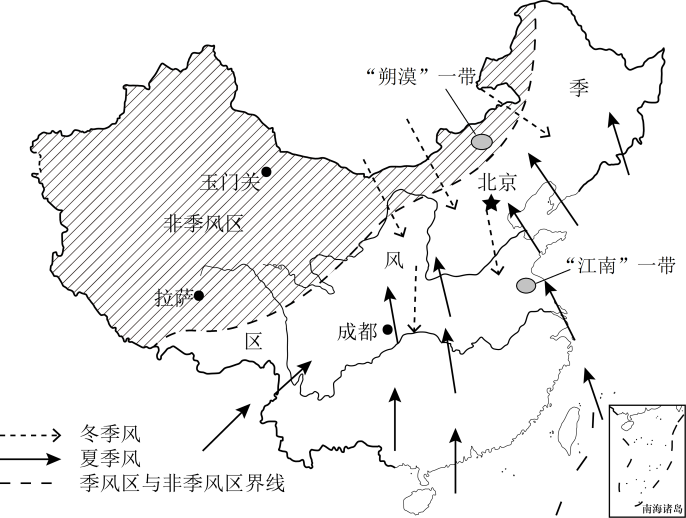 “朔漠”一带
季
北京
玉门关
非季风区
风
“江南”一带
拉萨
成都
区
冬季风
夏季风
季风区与非季风区界线
南海诸岛